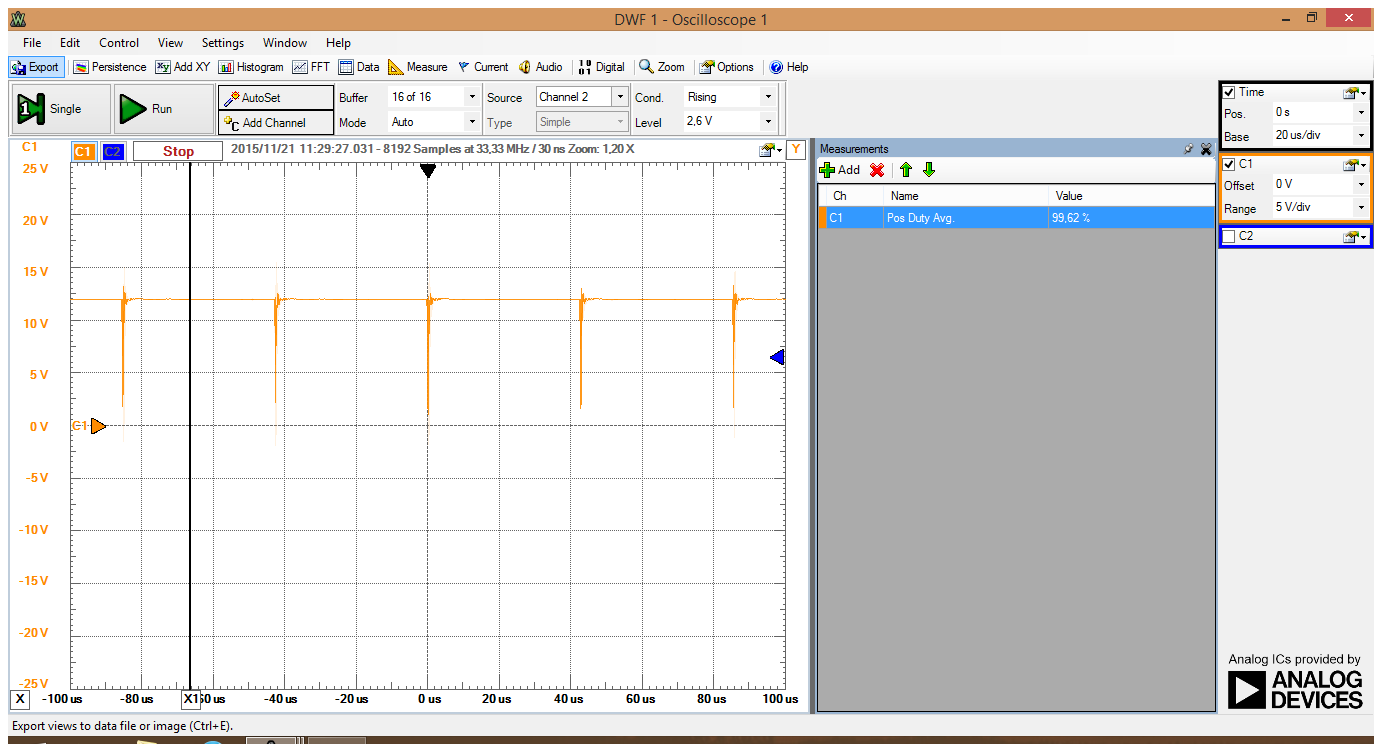 DWF 1 - Oscilloscope 1
File Edit Control View Settings Window Help
Export Persistence Add XY Histogram FFT Data Measure Current Audio Digital Zoom Options Help
Single Run AutoSet Buffer 16 of 16 Source Channel 2 Cond. Rising
Add Channel Mode Auto Type Simple Level 2,6 V
Time
Pos. 0 s
Base 20 us/div
C1
Offset 0 V
Range 5 V/div
C2
C1 C1 C2 Stop 2015/11/21 11:29:27.031 - 8192 Samples at 33,33 MHz / 30 ns Zoom: 1,20 X Y
25 V
20 V
15 V
10 V
5 V
0 V
C1
-5 V
-10 V
-15 V
-20 V
-25 V
X -100 us -80 us X1 60 us -40 us -20 us 0 us 20 us 40 us 60 us 80 us 100 us
Measurements
Add
Ch Name Value
C1 Pos Duty Avg. 99,62 %
Analog ICs provided by
ANALOG
DEVICES
Export views to data file or image (Ctrl+E).